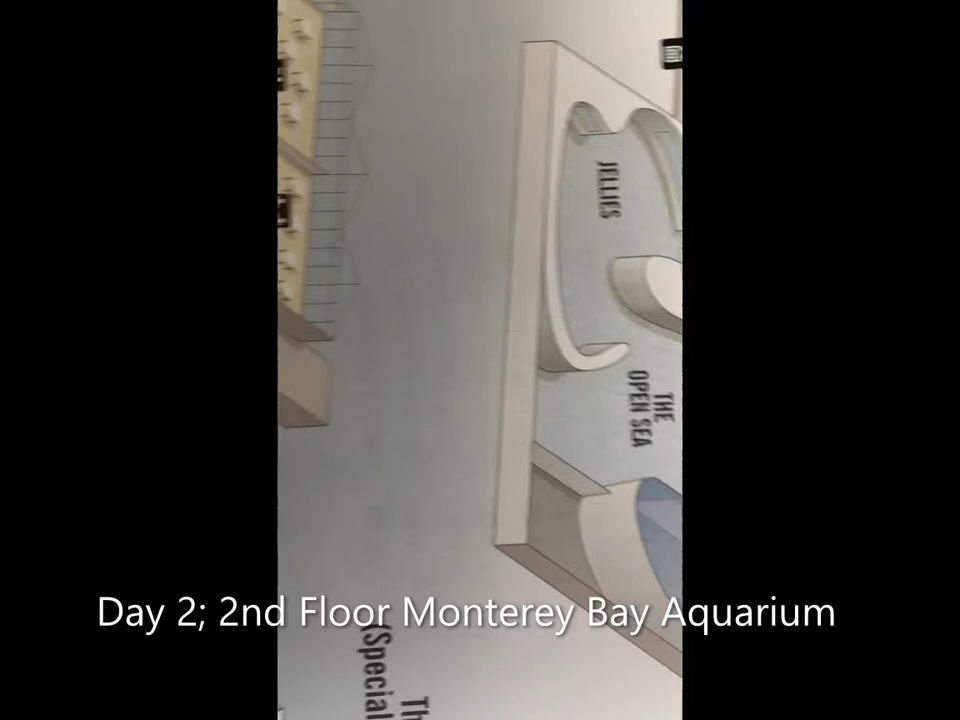 JELLIES
THE
OPEN SEA
Day 2; 2nd Floor Monterey Bay Aquarium
Th
(Special